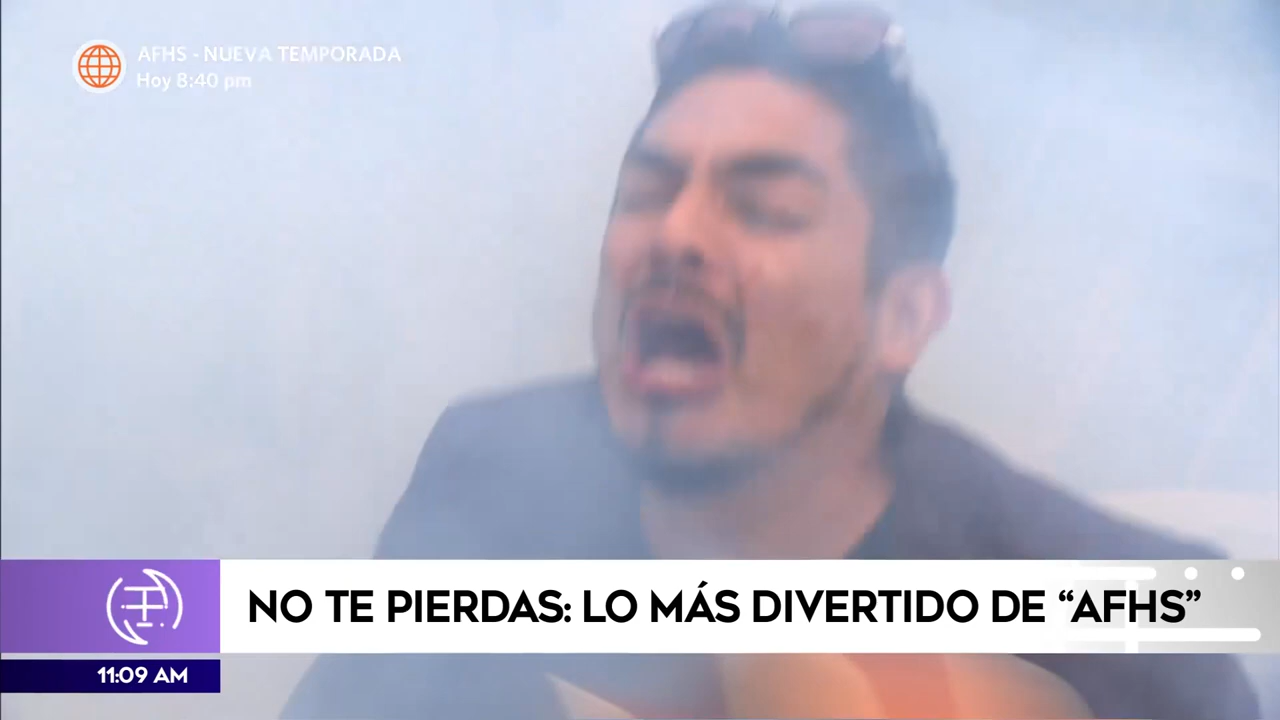 AFHS - NUEVA TEMPORADA
Hoy 8:40 pm
NO TE PIERDAS: LO MÁS DIVERTIDO DE “AFHS”
11:09 AM